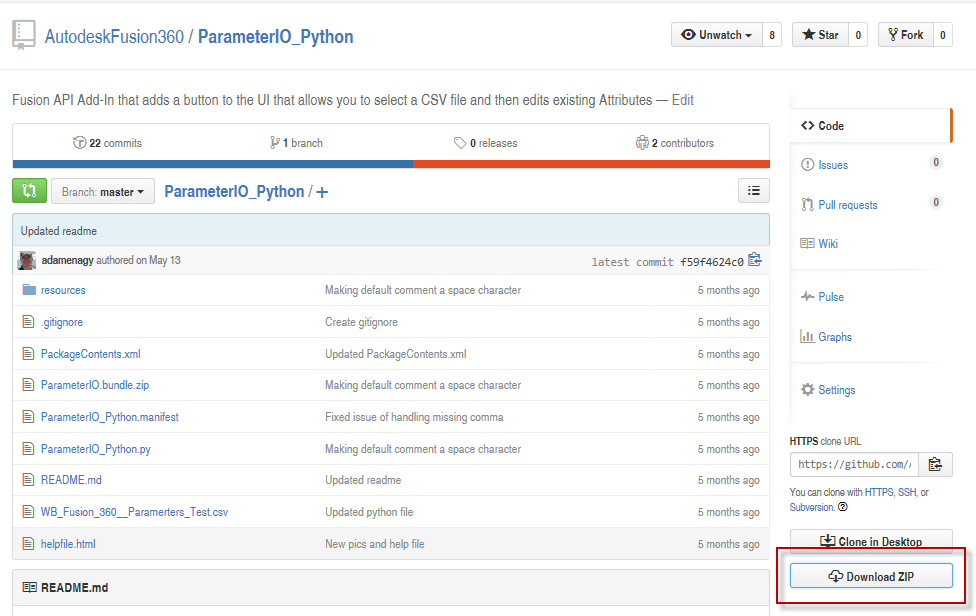 AutodeskFusion360 / ParameterIO_Python
Unwatch 8 Star 0 Fork 0
Fusion API Add-In that adds a button to the UI that allows you to select a CSV file and then edits existing Attributes — Edit
22 commits 1 branch 0 releases 2 contributors
Branch: master ParameterIO_Python / +
Updated readme
adamenagy authored on May 13 latest commit f59f4624c0
resources Making default comment a space character 5 months ago
.gitignore Create gitignore 5 months ago
PackageContents.xml Updated PackageContents.xml 5 months ago
ParameterIO.bundle.zip Making default comment a space character 5 months ago
ParameterIO_Python.manifest Fixed issue of handling missing comma 5 months ago
ParameterIO_Python.py Making default comment a space character 5 months ago
README.md Updated readme 5 months ago
WB_Fusion_360__Paramerters_Test.csv Updated python file 5 months ago
helpfile.html New pics and help file 5 months ago
README.md
Code
Issues 0
Pull requests 0
Wiki
Pulse
Graphs
Settings
HTTPS clone URL
https://github.com/
You can clone with HTTPS, SSH, or
Subversion.
Clone in Desktop
Download ZIP